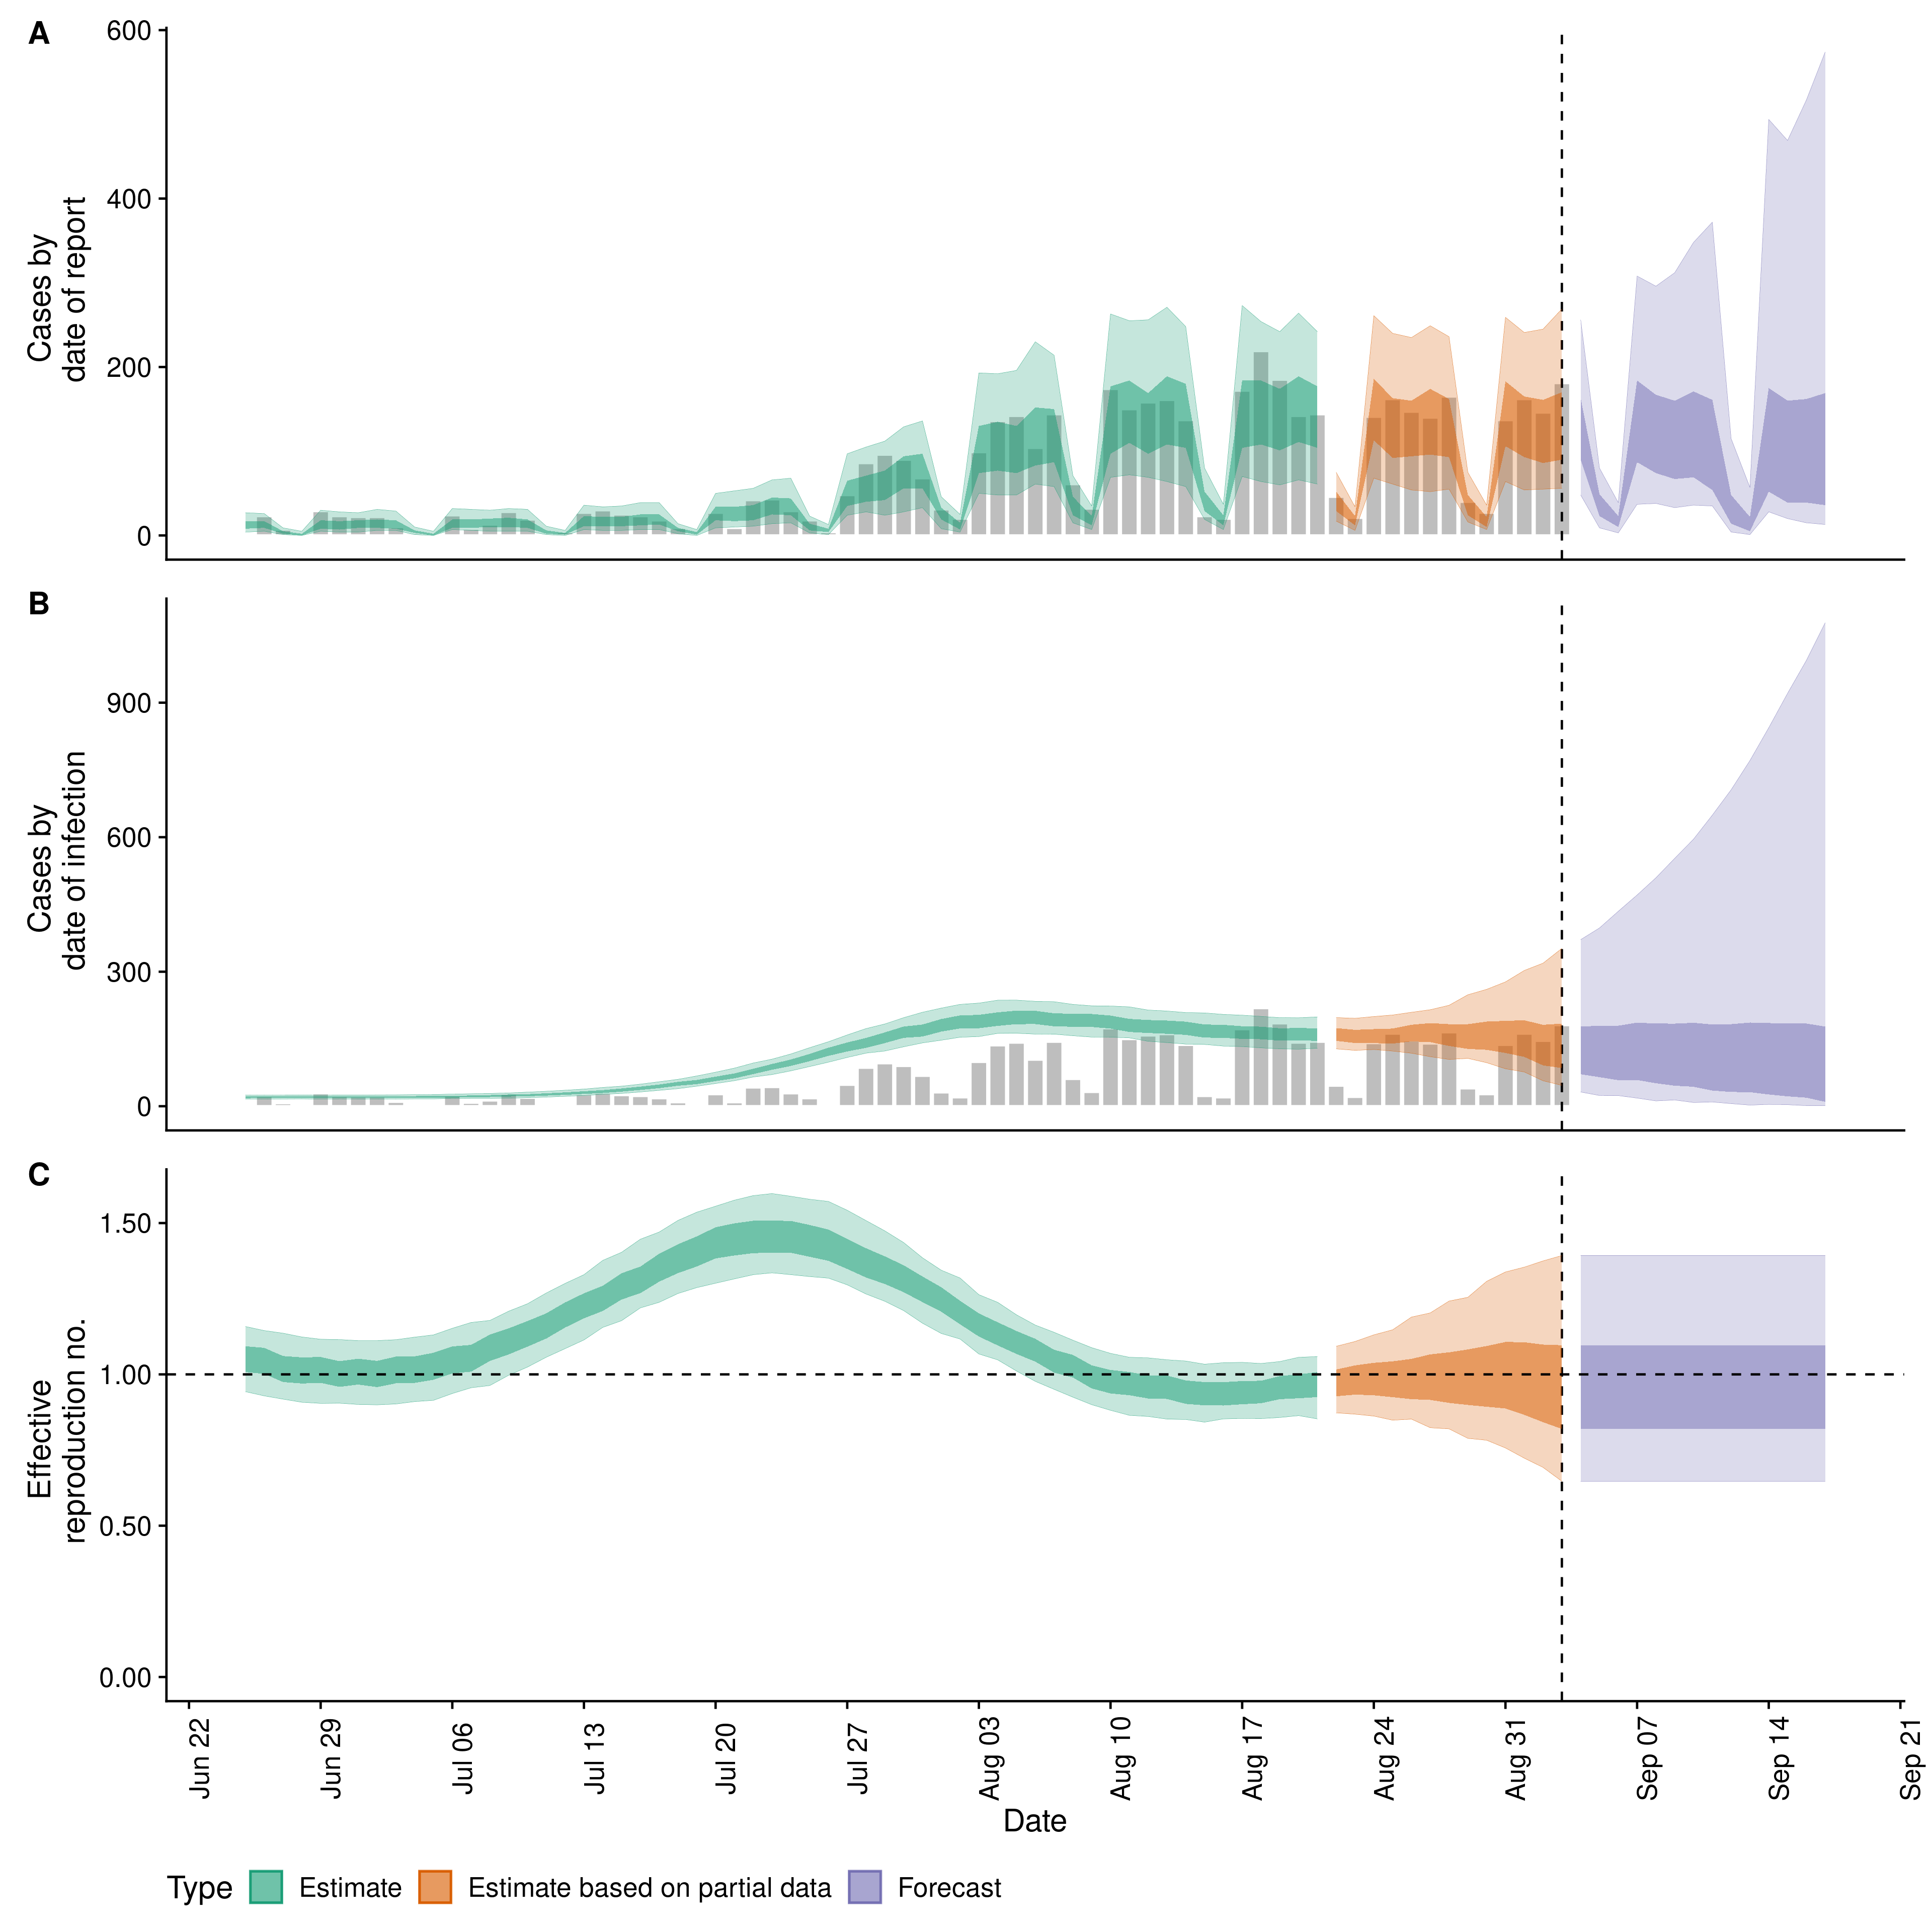 A
Cases by
date of report
600
400
200
0
B
Cases by
date of infection
900
600
300
0
C
Effective
reproduction no.
1.50
1.00
0.50
0.00
Jun 22
Jun 29
Jul 06
Jul 13
Jul 20
Jul 27
Aug 03
Aug 10
Aug 17
Aug 24
Aug 31
Sep 07
Sep 14
Sep 21
Date
Type Estimate Estimate based on partial data Forecast